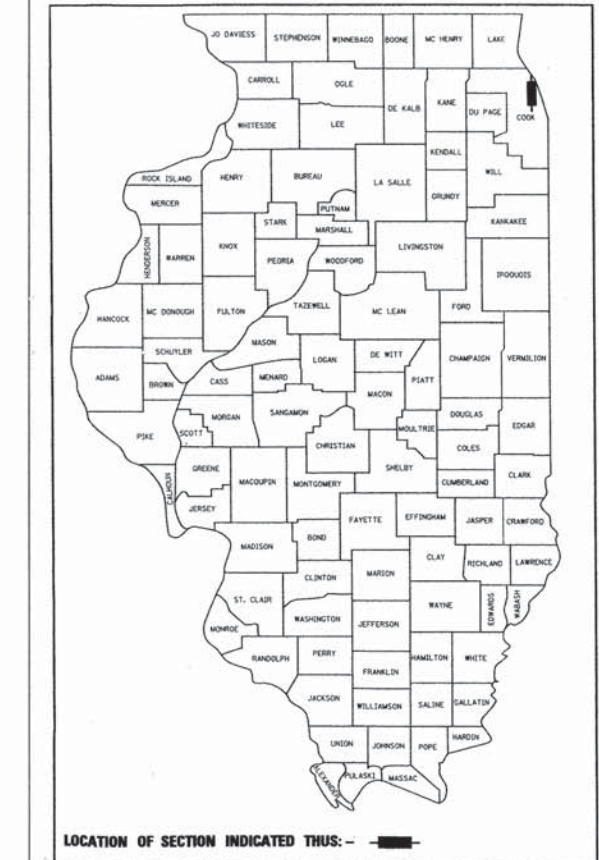 JO DAVIESS STEPHENSON WINNEBAGO BOONE MC HENRY LAKE
CARROLL OGLE DE KALB KANE DU PAGE COOK
WHITESIDE LEE
KENDALL WILL
ROCK ISLAND HENRY BUREAU LA SALLE GRUNDY
MERCER PUTNAM KANKAKEE
STARK MARSHALL
HENDERSON WARREN KNOX PEORIA WOODFORD LIVINGSTON
IPOQUOIS
HANCOCK MC DONOUGH FULTON TAZEWELL MC LEAN FORD
MASON
SCHUYLER LOGAN DE WITT CHAMPAIGN VERMILION
ADAMS BROWN CASS MENARD PIATT
MACON
MORGAN SANGAMON DOUGLAS
PIKE SCOTT CHRISTIAN MOULTRIE EDGAR
COLES
GREENE SHELBY
CALHOUN MACOUPIN MONTGOMERY CUMBERLAND CLARK
JERSEY
FAYETTE EFFINGHAM JASPER CRAWFORD
MADISON BOND
CLAY RICHLAND LAWRENCE
CLINTON MARION
ST. CLAIR WAYNE EDWARDS WABASH
WASHINGTON JEFFERSON
MONROE
RANDOLPH PERRY HAMILTON WHITE
FRANKLIN
JACKSON WILLIAMSON SALINE GALLATIN
UNION JOHNSON POPE HARDIN
ALEXANDER PULASKI MASSAC
LOCATION OF SECTION INDICATED THUS: –